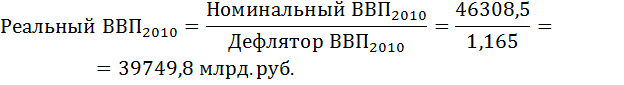 Реальный ВВП₂₀₁₀ = Номинальный ВВП₂₀₁₀ / Дефлятор ВВП₂₀₁₀ = 46308,5 / 1,165 =
= 39749,8 млрд. руб.